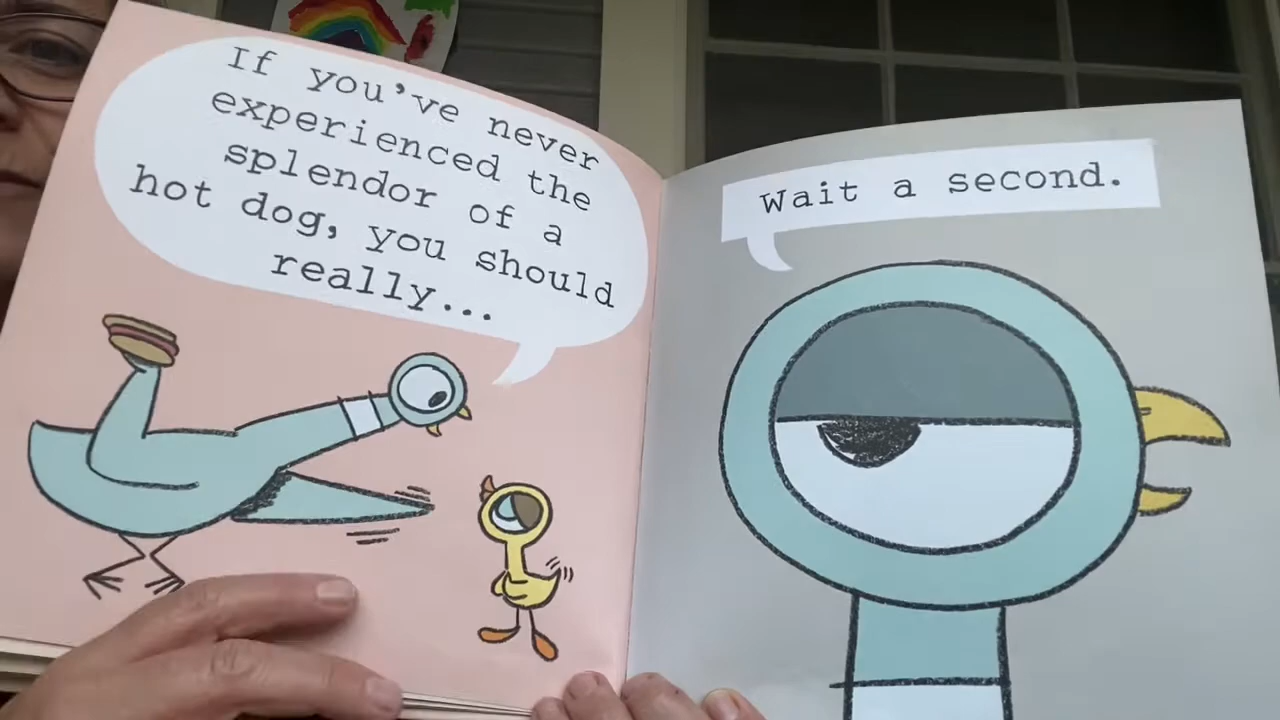 If you've never
experienced the
splendor of a
hot dog, you should
really...
Wait a second.